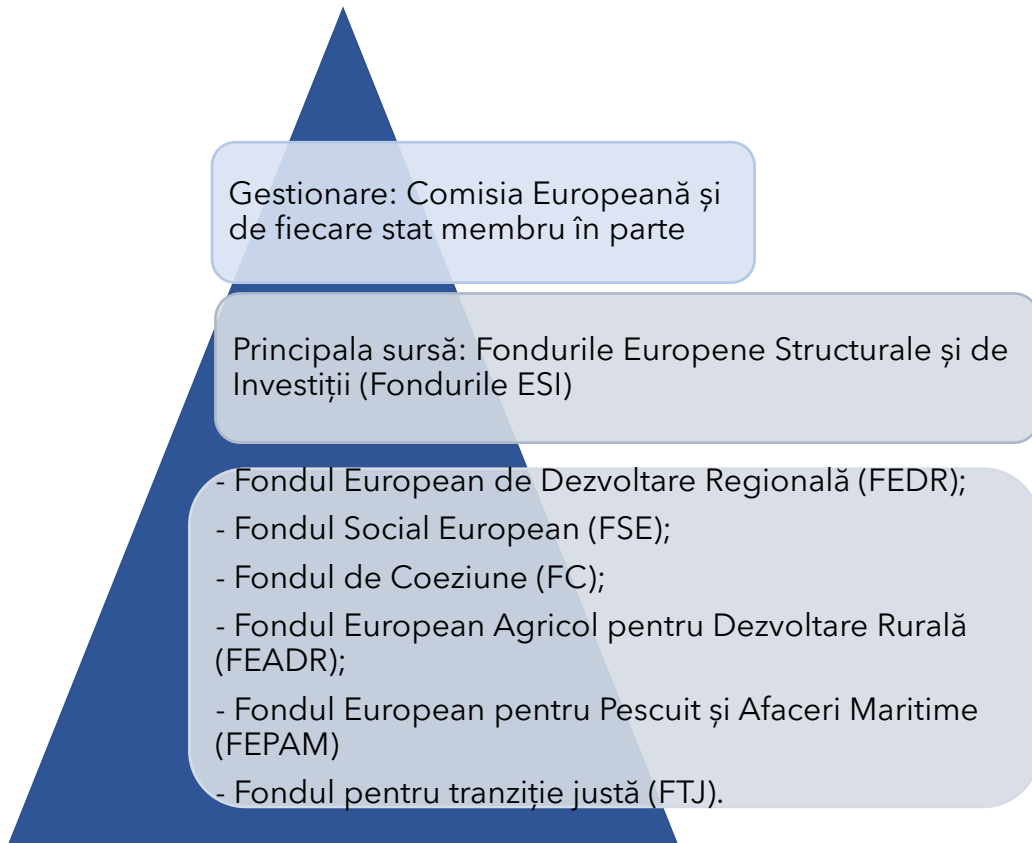 Gestionare: Comisia Europeană și
de fiecare stat membru în parte
Principala sursă: Fondurile Europene Structurale și de
Investiții (Fondurile ESI)
- Fondul European de Dezvoltare Regională (FEDR);
- Fondul Social European (FSE);
- Fondul de Coeziune (FC);
- Fondul European Agricol pentru Dezvoltare Rurală
(FEADR);
- Fondul European pentru Pescuit și Afaceri Maritime
(FEPAM)
- Fondul pentru tranziție justă (FTJ).